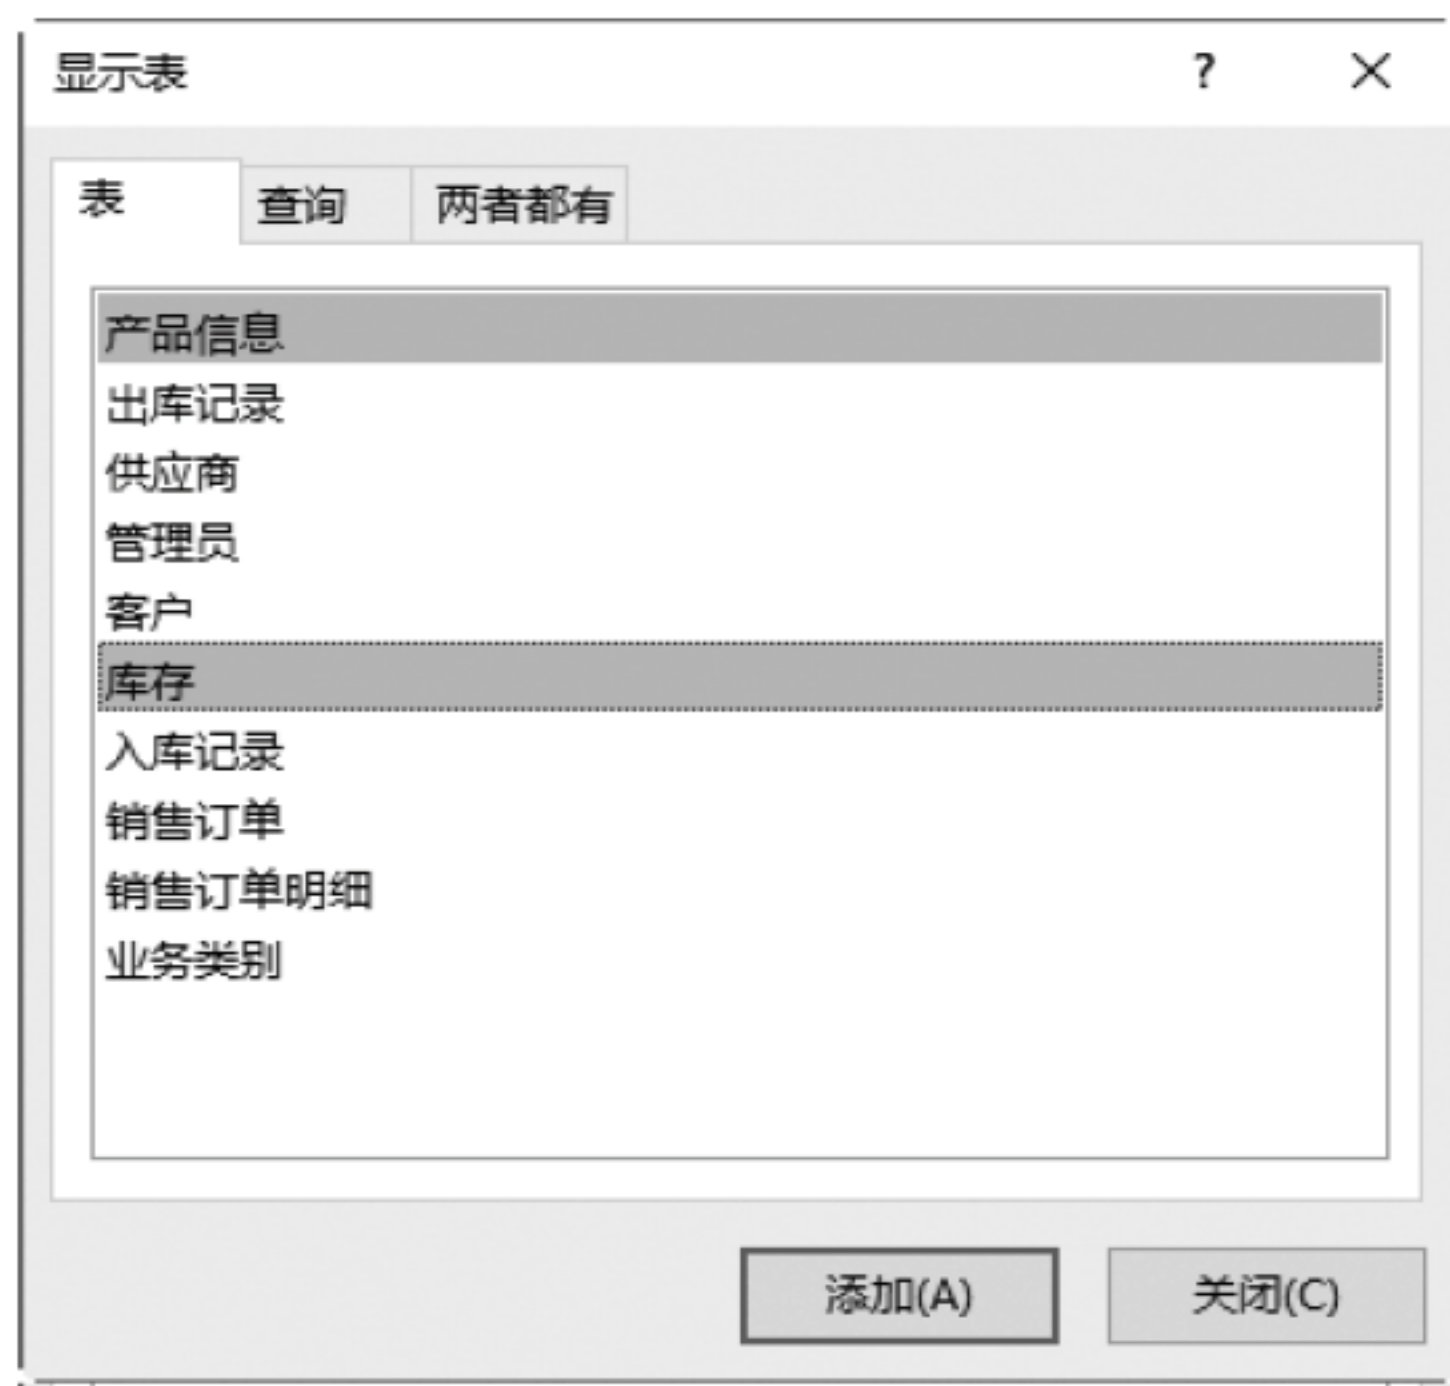 显示表 ?
表 查询 两者都有
产品信息
出库记录
供应商
管理员
客户
库存
入库记录
销售订单
销售订单明细
业务类别
添加(A) 关闭(C)